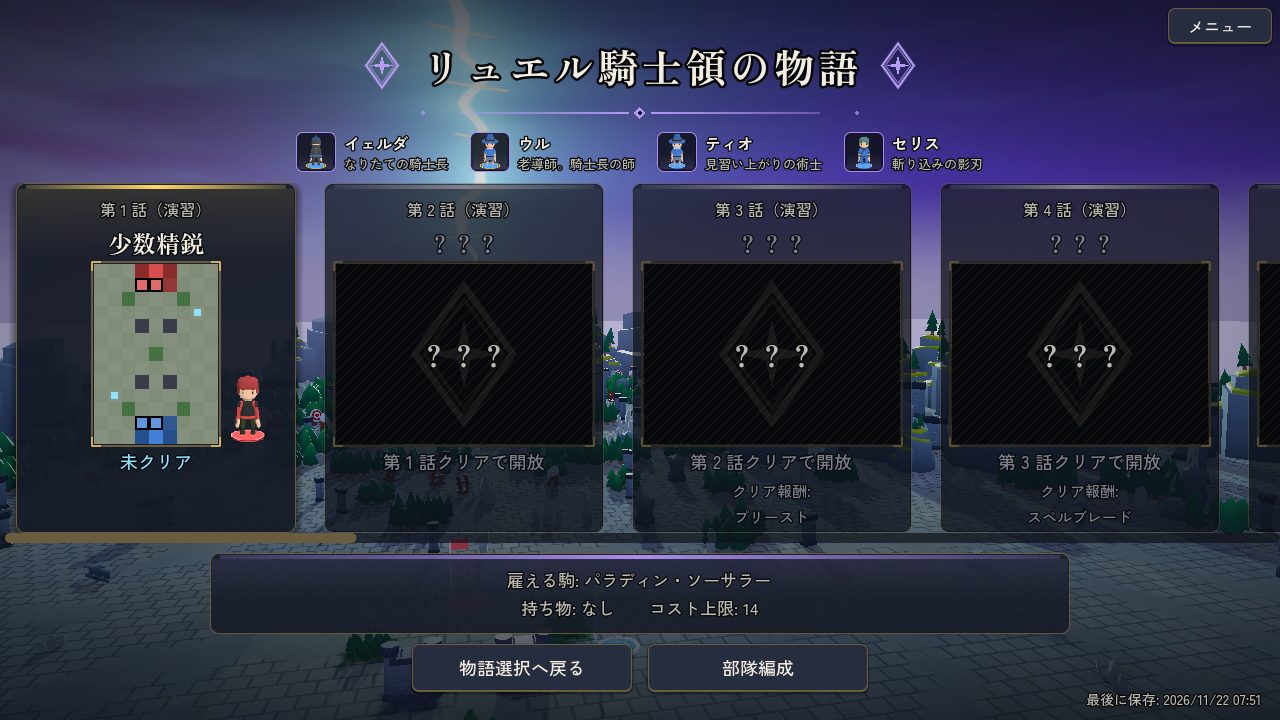 メニュー
リュエル騎士領の物語
イェルダ
なりたての騎士長
ウル
老導師。騎士長の師
ティオ
見習い上がりの術士
セリス
斬り込みの影刃
第1話（演習）
少数精鋭
未クリア
第2話（演習）
？？？
？？？
第1話クリアで開放
第3話（演習）
？？？
？？？
第2話クリアで開放
クリア報酬:
プリースト
第4話（演習）
？？？
？？？
第3話クリアで開放
クリア報酬:
スペルブレード
雇える駒: パラディン・ソーサラー
持ち物: なし　コスト上限: 14
物語選択へ戻る
部隊編成
最後に保存: 2026/11/22 07:51